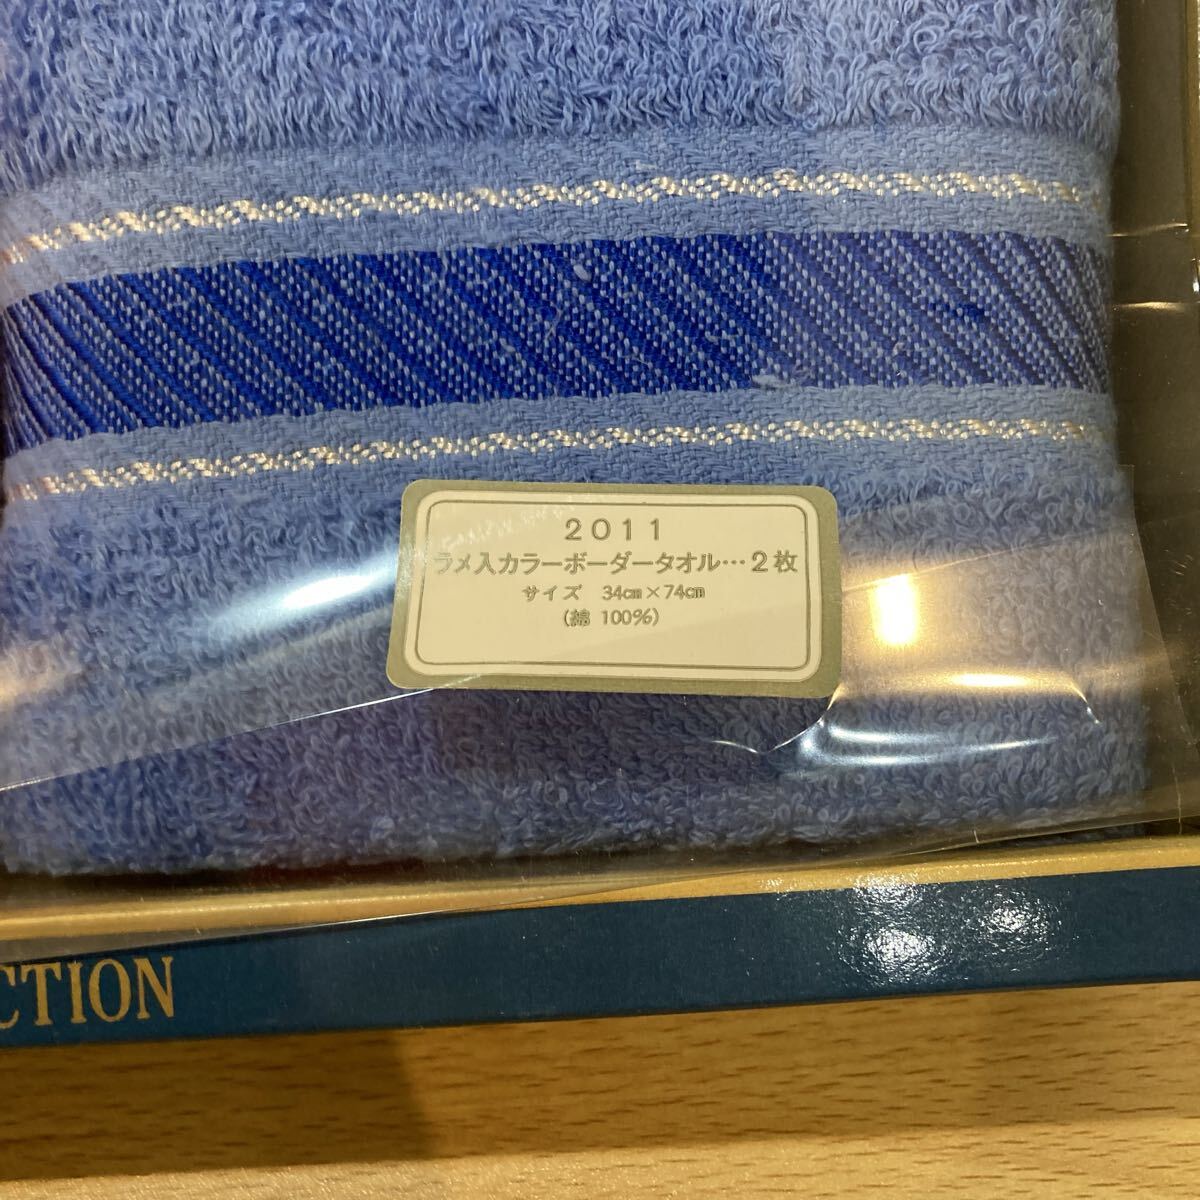 2011
ラメ入カラーボーダータオル…2枚
サイズ 34㎝×74㎝
(綿 100%)
CTION